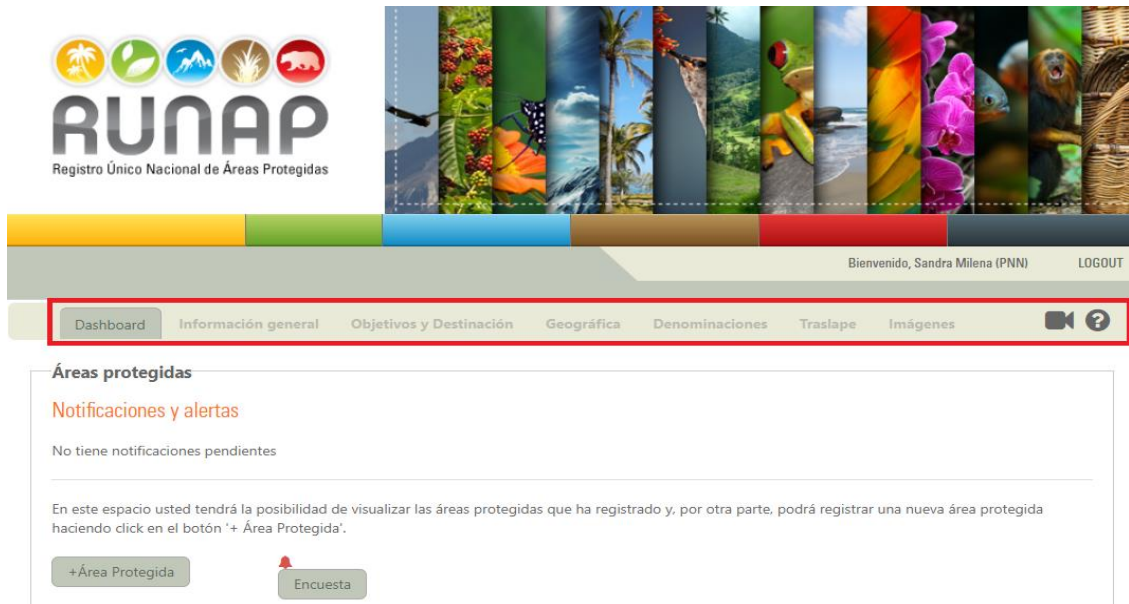 RUNAP
Registro Único Nacional de Áreas Protegidas
Bienvenido, Sandra Milena (PNN) LOGOUT
Dashboard Información general Objetivos y Destinación Geográfica Denominaciones Traslape Imágenes ?
Áreas protegidas
Notificaciones y alertas
No tiene notificaciones pendientes
En este espacio usted tendrá la posibilidad de visualizar las áreas protegidas que ha registrado y, por otra parte, podrá registrar una nueva área protegida
haciendo click en el botón '+ Área Protegida'.
+Área Protegida Encuesta